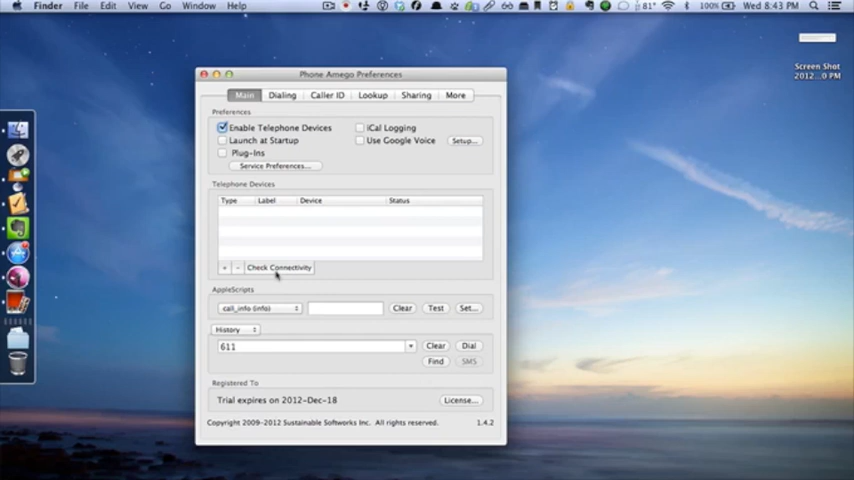 Finder File Edit View Go Window Help 81° 100% Wed 8:43 PM
Screen Shot
2012...0 PM
Phone Amego Preferences
Main Dialing Caller ID Lookup Sharing More
Preferences
Enable Telephone Devices iCal Logging
Launch at Startup Use Google Voice Setup...
Plug-Ins
Service Preferences...
Telephone Devices
Type Label Device Status
+ - Check Connectivity
AppleScripts
call_info (info) Clear Test Set...
History
611 Clear Dial
Find SMS
Registered To
Trial expires on 2012-Dec-18 License...
Copyright 2009-2012 Sustainable Softworks Inc. All rights reserved. 1.4.2